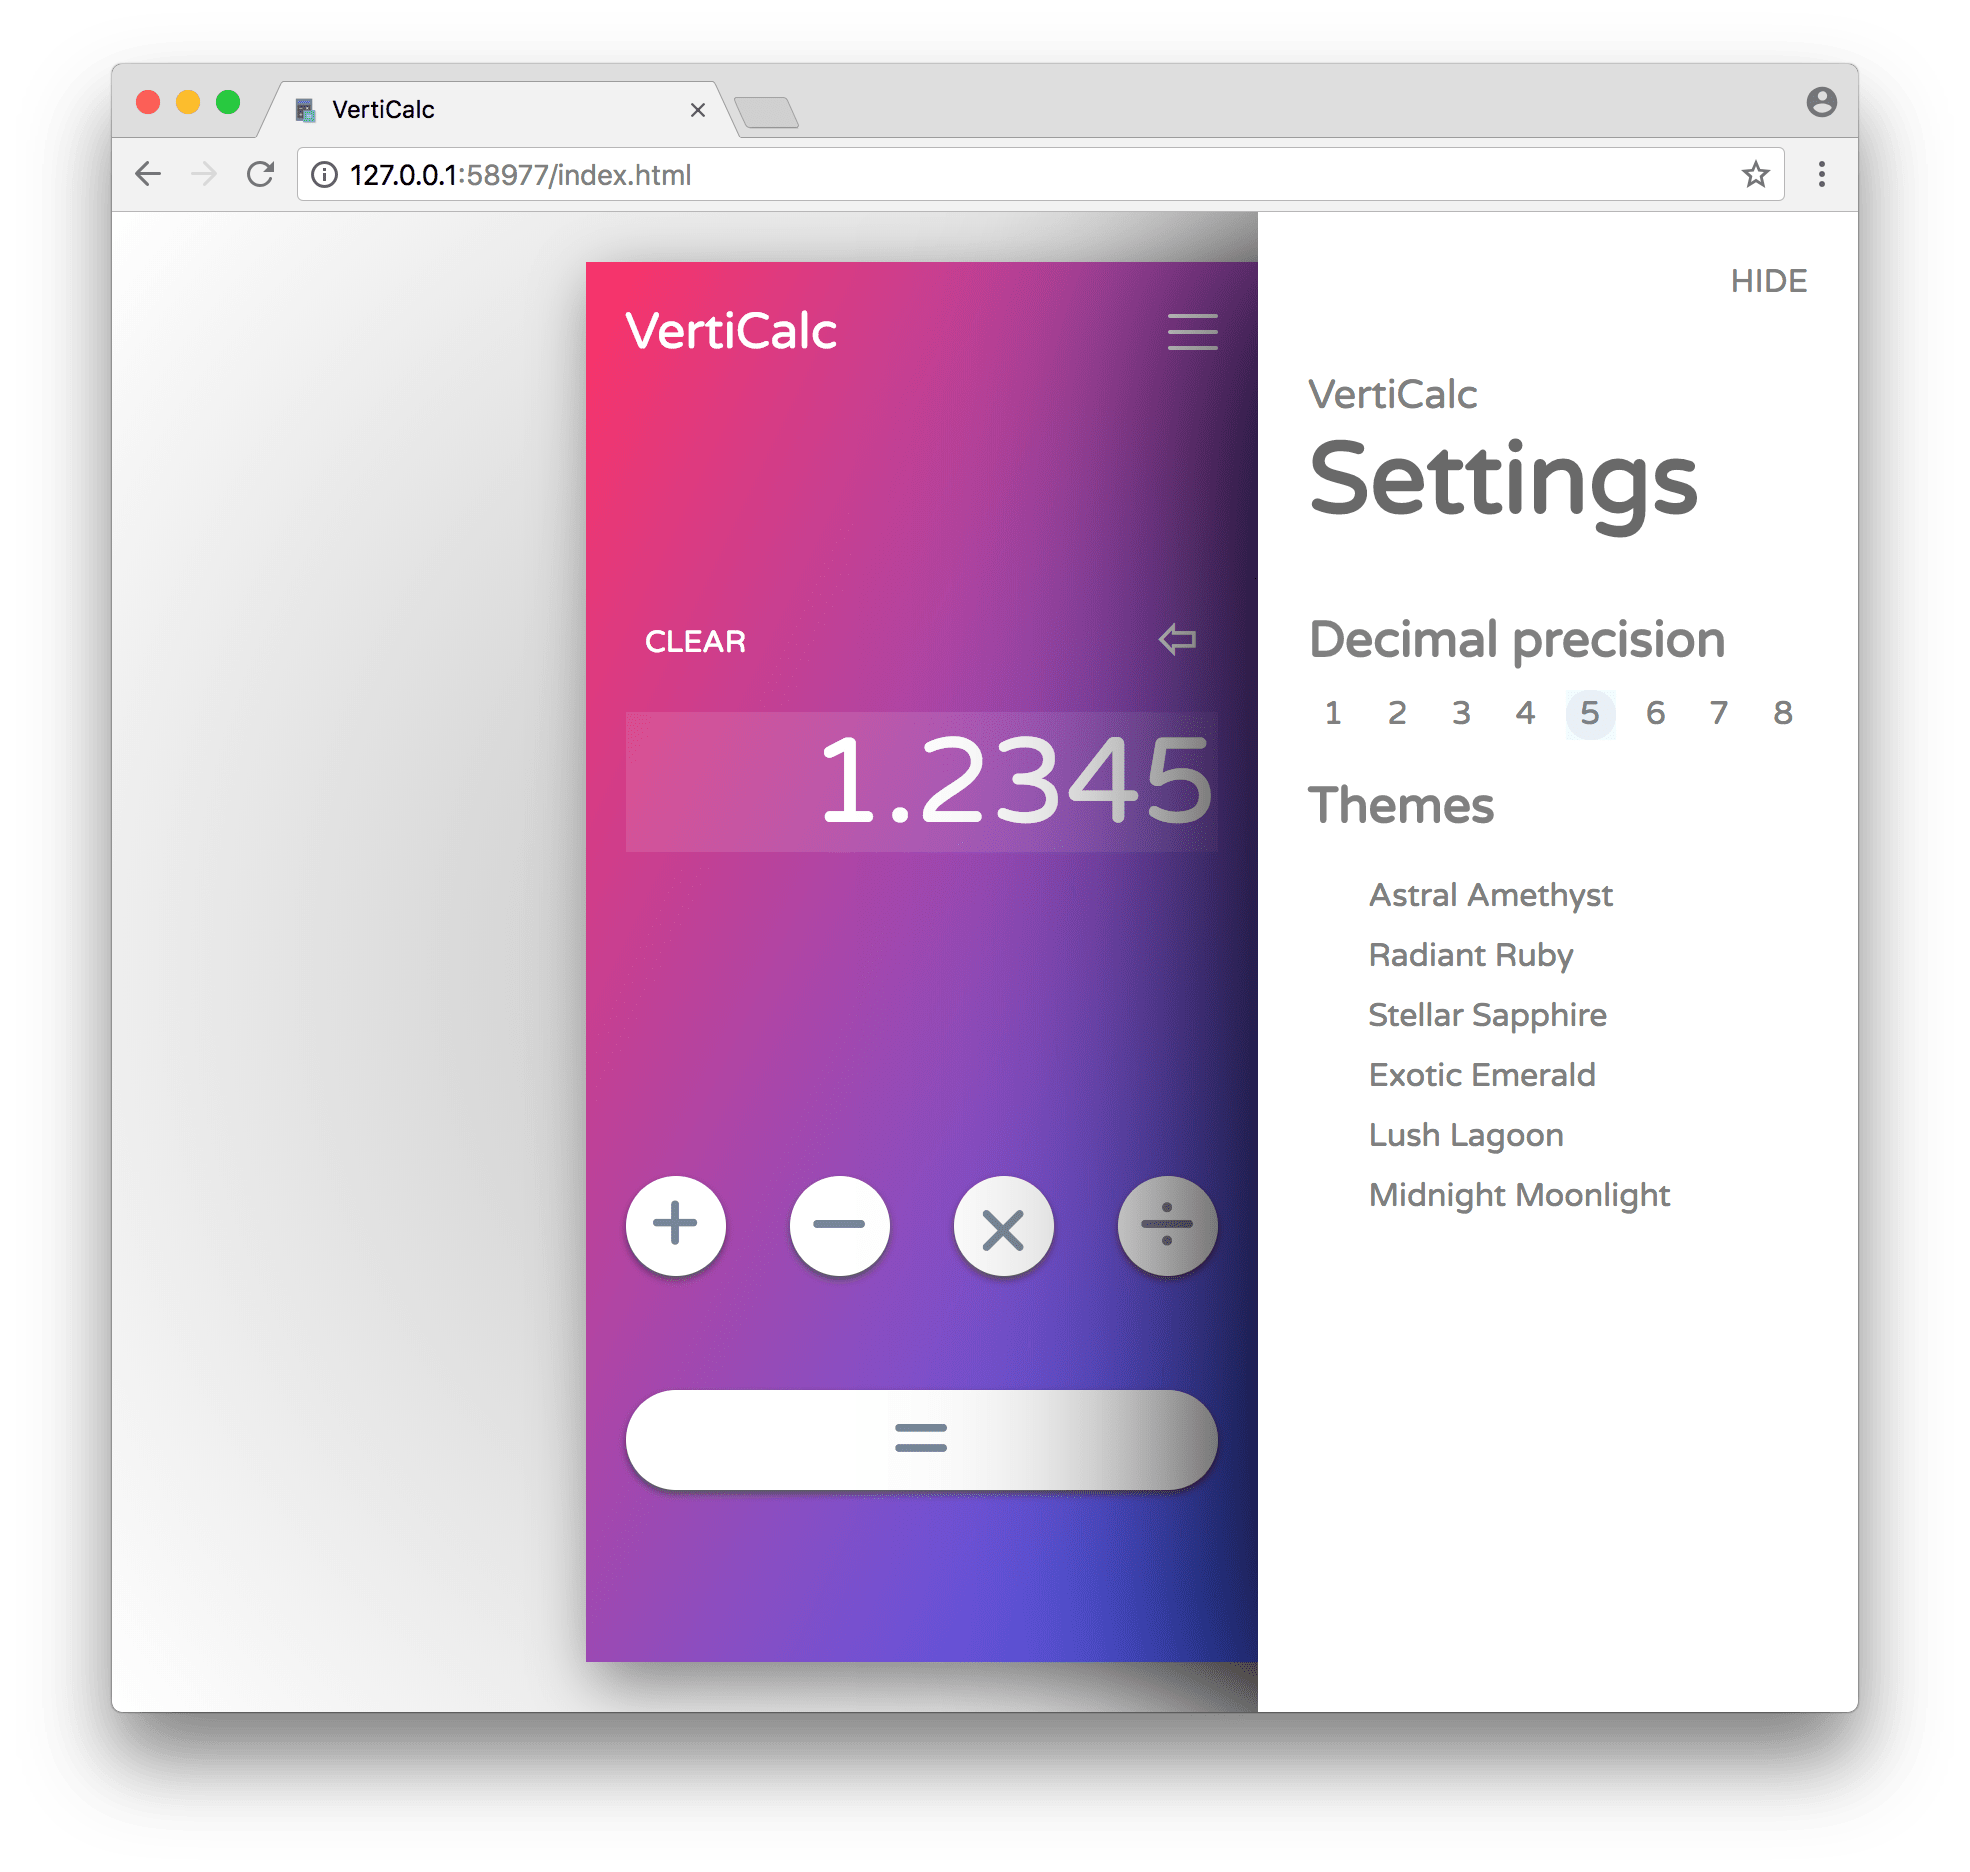 VertiCalc
127.0.0.1:58977/index.html
VertiCalc
CLEAR
1.2345
+ − × ÷
=
HIDE
VertiCalc
Settings
Decimal precision
1 2 3 4 5 6 7 8
Themes
Astral Amethyst
Radiant Ruby
Stellar Sapphire
Exotic Emerald
Lush Lagoon
Midnight Moonlight